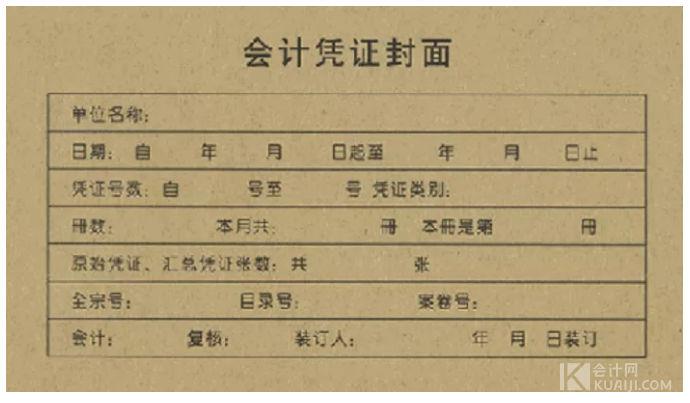 会计凭证封面
单位名称:
日期: 自 年 月 日起至 年 月 日止
凭证号数: 自 号至 号 凭证类别:
册数: 本月共: 册 本册是第 册
原始凭证、汇总凭证张数: 共 张
全宗号: 目录号: 案卷号:
会计: 复核: 装订人: 年 月 日装订
会计网
KUAIJI.COM